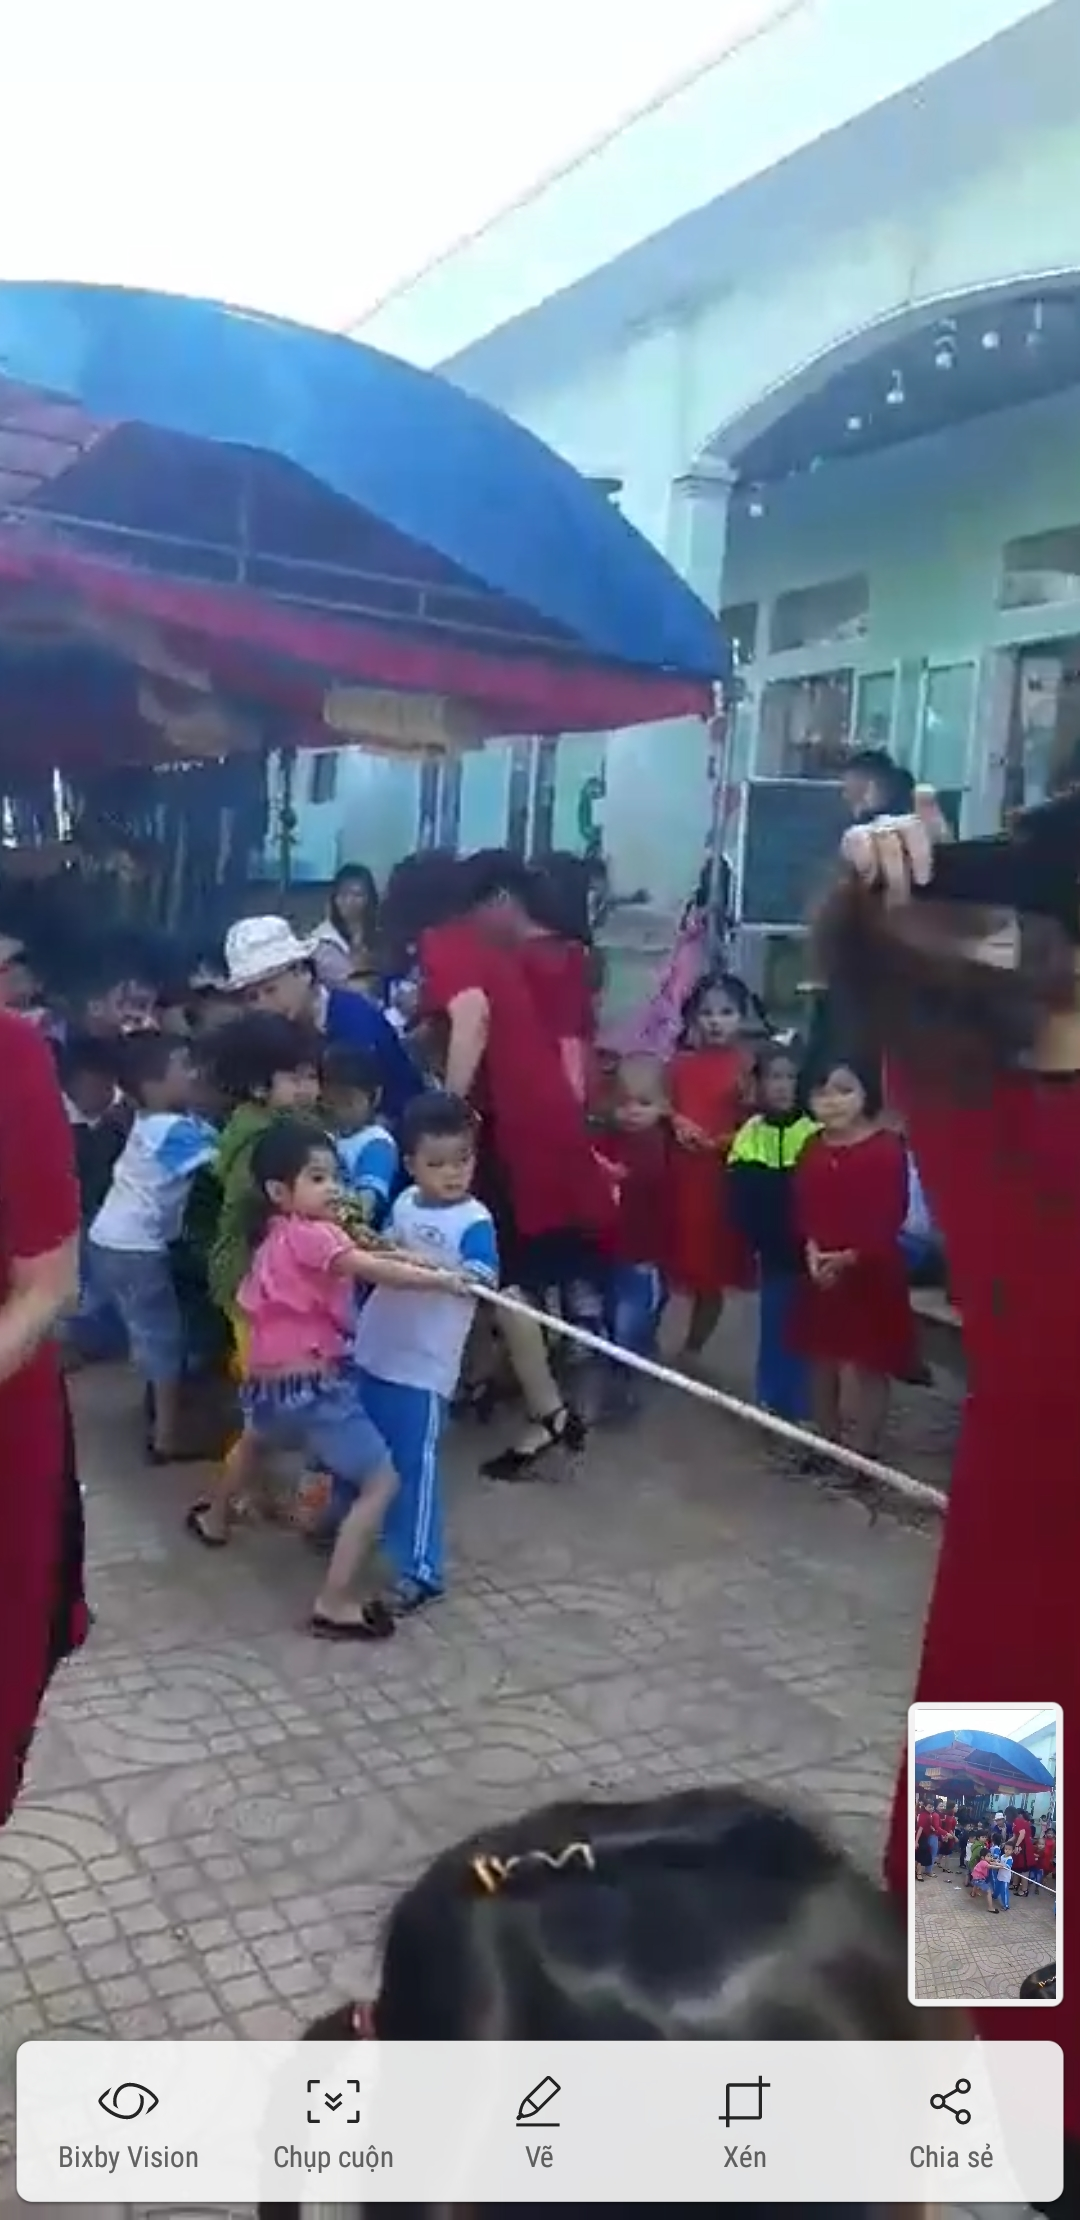 Bixby Vision
Chụp cuộn
Vẽ
Xén
Chia sẻ